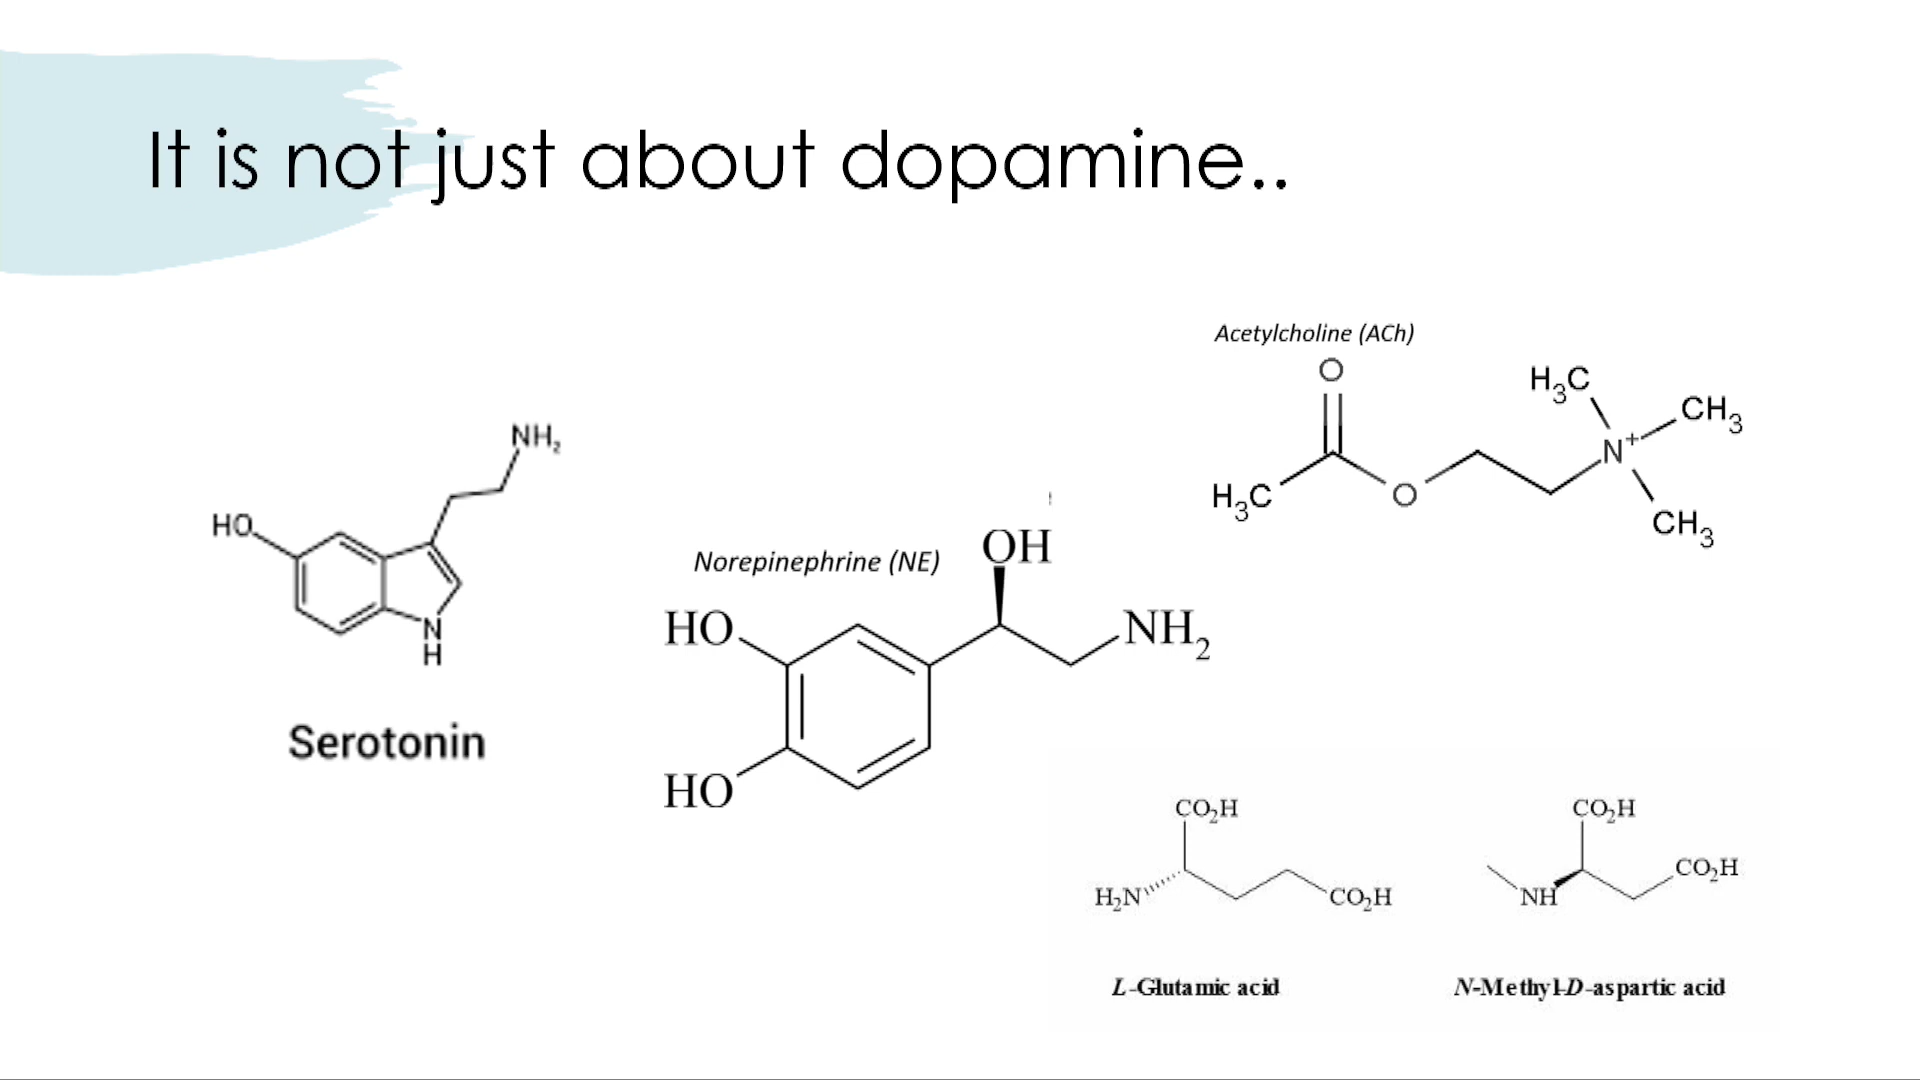 It is not just about dopamine..
Acetylcholine (ACh)
O
H3C
CH3
N+
H3C
O
CH3
NH2
HO
N
H
Serotonin
Norepinephrine (NE)
OH
HO
NH2
HO
CO2H
H2N
CO2H
L-Glutamic acid
CO2H
CO2H
NH
N-Methyl-D-aspartic acid